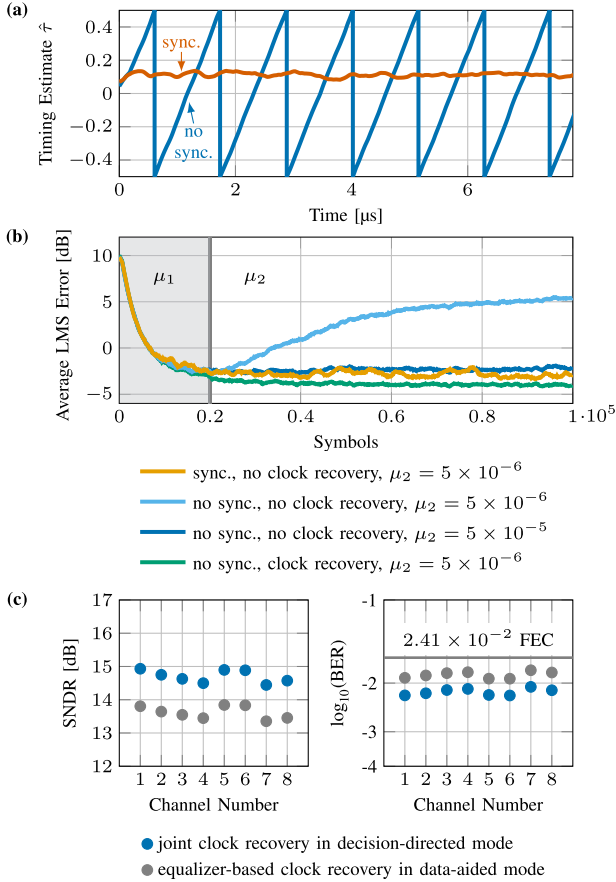 (a)
Timing Estimate τ̂
0.4
0.2
0
−0.2
−0.4
sync.
no
sync.
0
2
4
6
Time [µs]
(b)
Average LMS Error [dB]
10
5
0
−5
μ₁
μ₂
0
0.2
0.4
0.6
0.8
1 ·10⁵
Symbols
sync., no clock recovery, μ₂ = 5 × 10⁻⁶
no sync., no clock recovery, μ₂ = 5 × 10⁻⁶
no sync., no clock recovery, μ₂ = 5 × 10⁻⁵
no sync., clock recovery, μ₂ = 5 × 10⁻⁶
(c)
SNDR [dB]
17
16
15
14
13
12
1 2 3 4 5 6 7 8
Channel Number
log₁₀(BER)
-1
-2
-3
-4
2.41 × 10⁻² FEC
1 2 3 4 5 6 7 8
Channel Number
joint clock recovery in decision-directed mode
equalizer-based clock recovery in data-aided mode